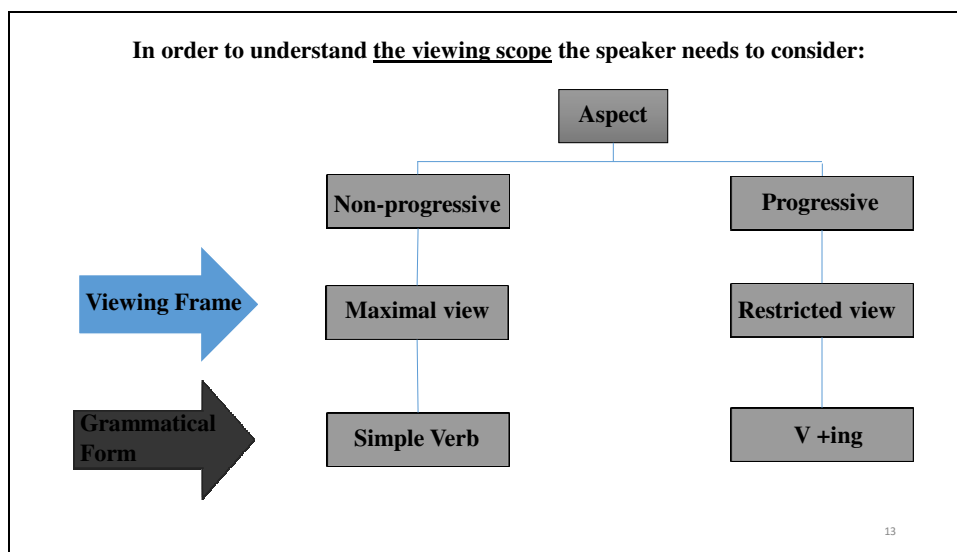 In order to understand the viewing scope the speaker needs to consider:
Aspect
Non-progressive
Progressive
Viewing Frame
Maximal view
Restricted view
Grammatical
Form
Simple Verb
V +ing
13